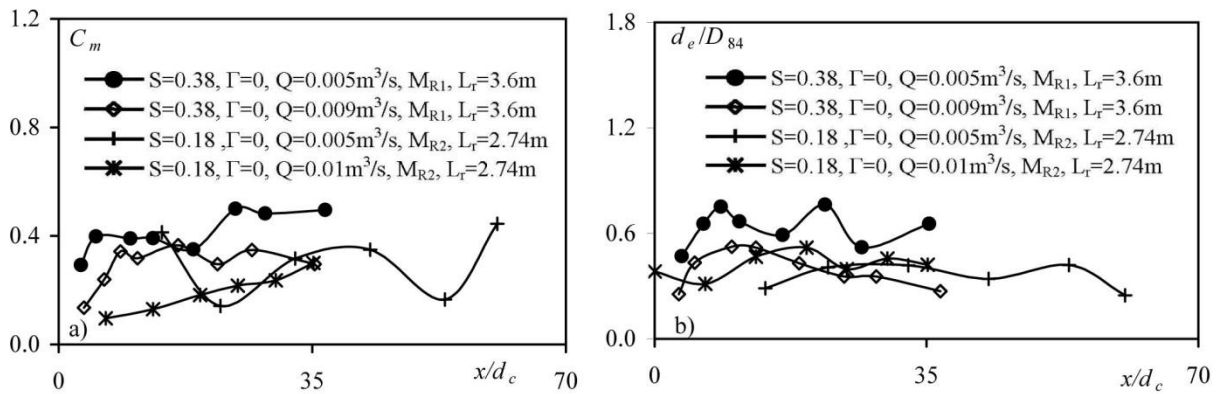 1.2
C_m
S=0.38, Γ=0, Q=0.005m³/s, M_R1, L_r=3.6m
S=0.38, Γ=0, Q=0.009m³/s, M_R1, L_r=3.6m
S=0.18 ,Γ=0, Q=0.005m³/s, M_R2, L_r=2.74m
S=0.18, Γ=0, Q=0.01m³/s, M_R2, L_r=2.74m
0.8
0.4
0.0
a)
0
35
x/d_c
70
1.8
d_e/D_84
S=0.38, Γ=0, Q=0.005m³/s, M_R1, L_r=3.6m
S=0.38, Γ=0, Q=0.009m³/s, M_R1, L_r=3.6m
S=0.18 ,Γ=0, Q=0.005m³/s, M_R2, L_r=2.74m
S=0.18, Γ=0, Q=0.01m³/s, M_R2, L_r=2.74m
1.2
0.6
0.0
b)
0
35
x/d_c
70